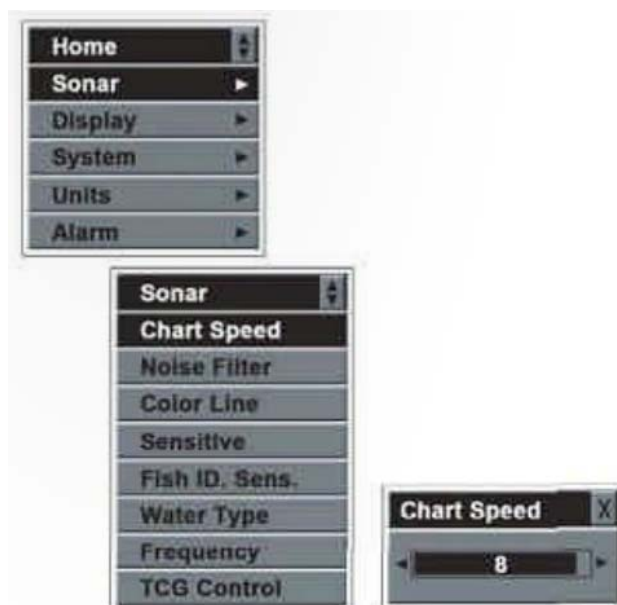 Home
Sonar
Display
System
Units
Alarm
Sonar
Chart Speed
Noise Filter
Color Line
Sensitive
Fish ID. Sens.
Water Type
Frequency
TCG Control
Chart Speed X
8